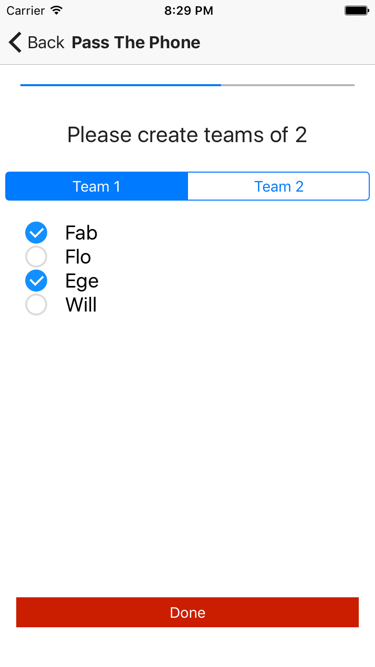 Carrier 8:29 PM
Back Pass The Phone
Please create teams of 2
Team 1 Team 2
Fab
Flo
Ege
Will
Done